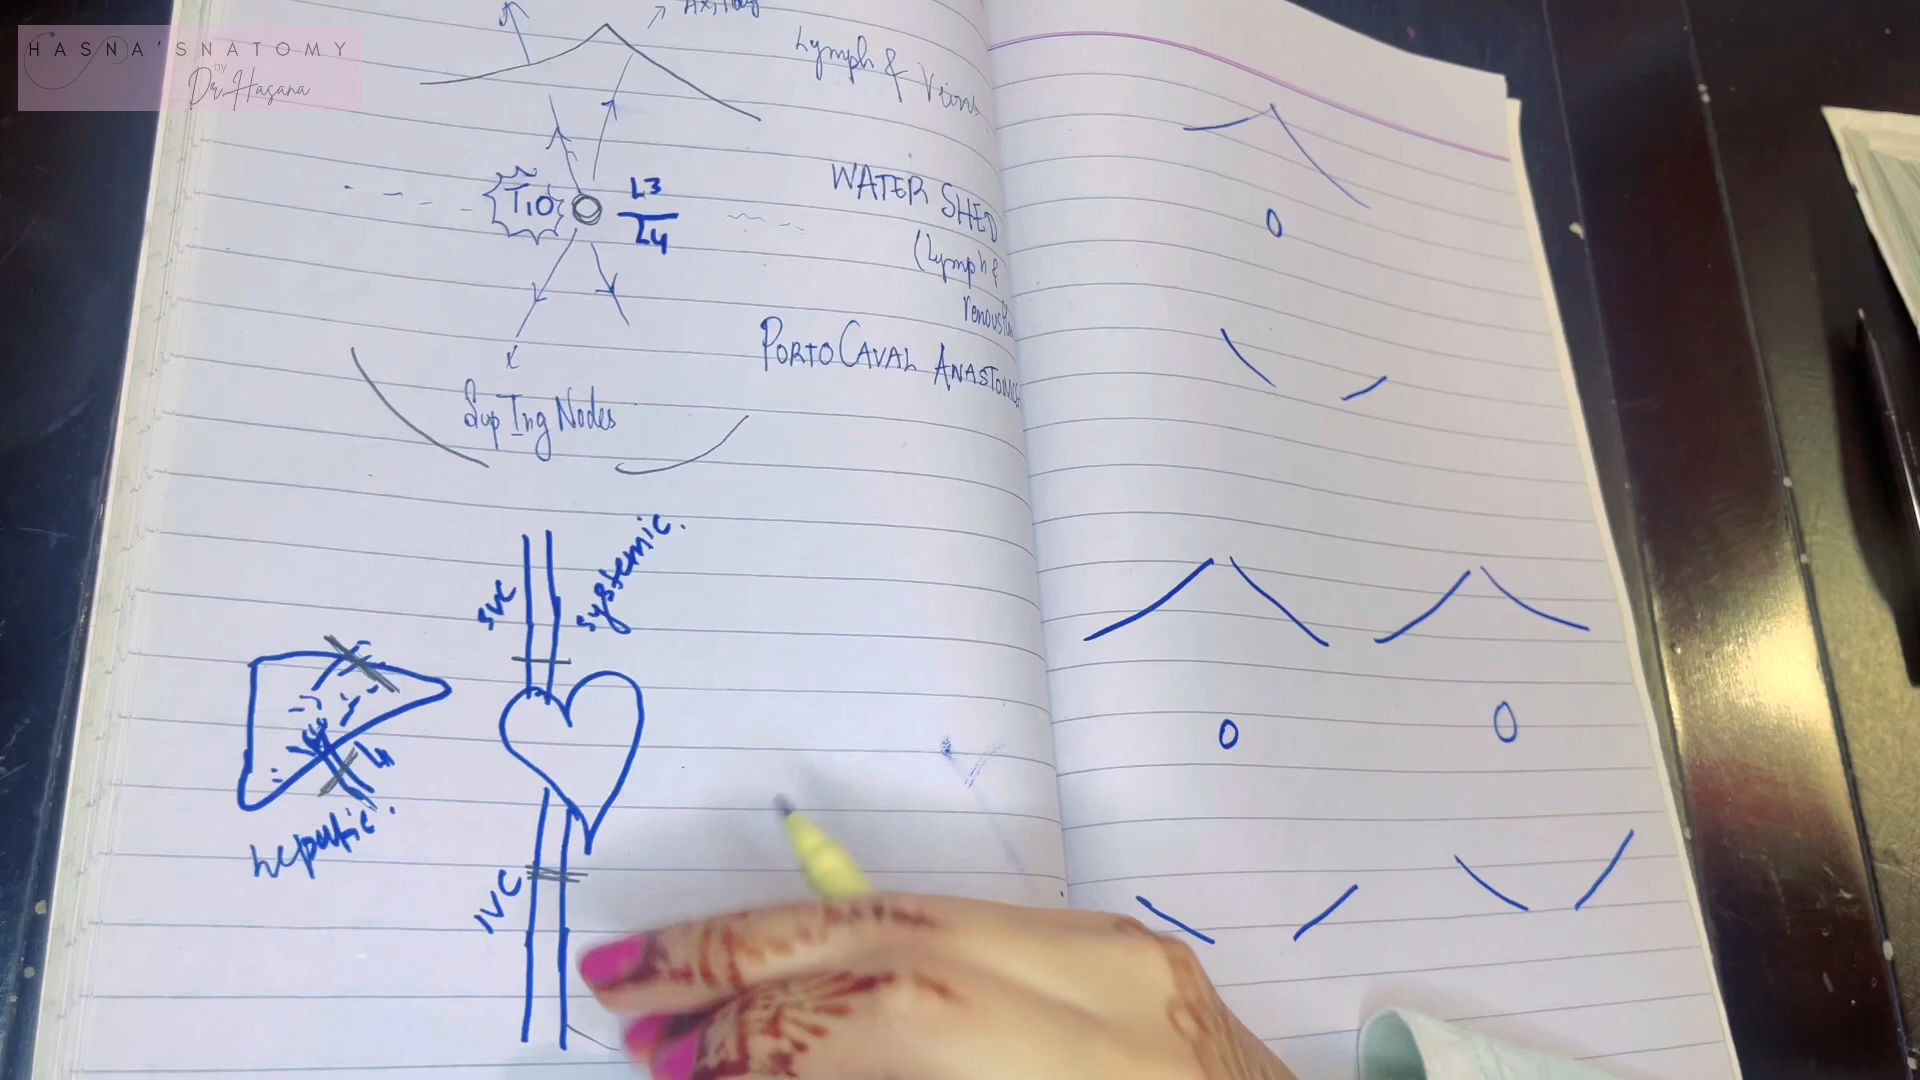 HASNA'SNATOMY
by
Dr.Hasana
Axillary
Lymph & Veins
T10
L3
L4
WATER SHED
(Lymph &
venous
PORTO CAVAL ANASTOMOSIS
Sup Ing Nodes
SVC
systemic.
hepatic.
IVC